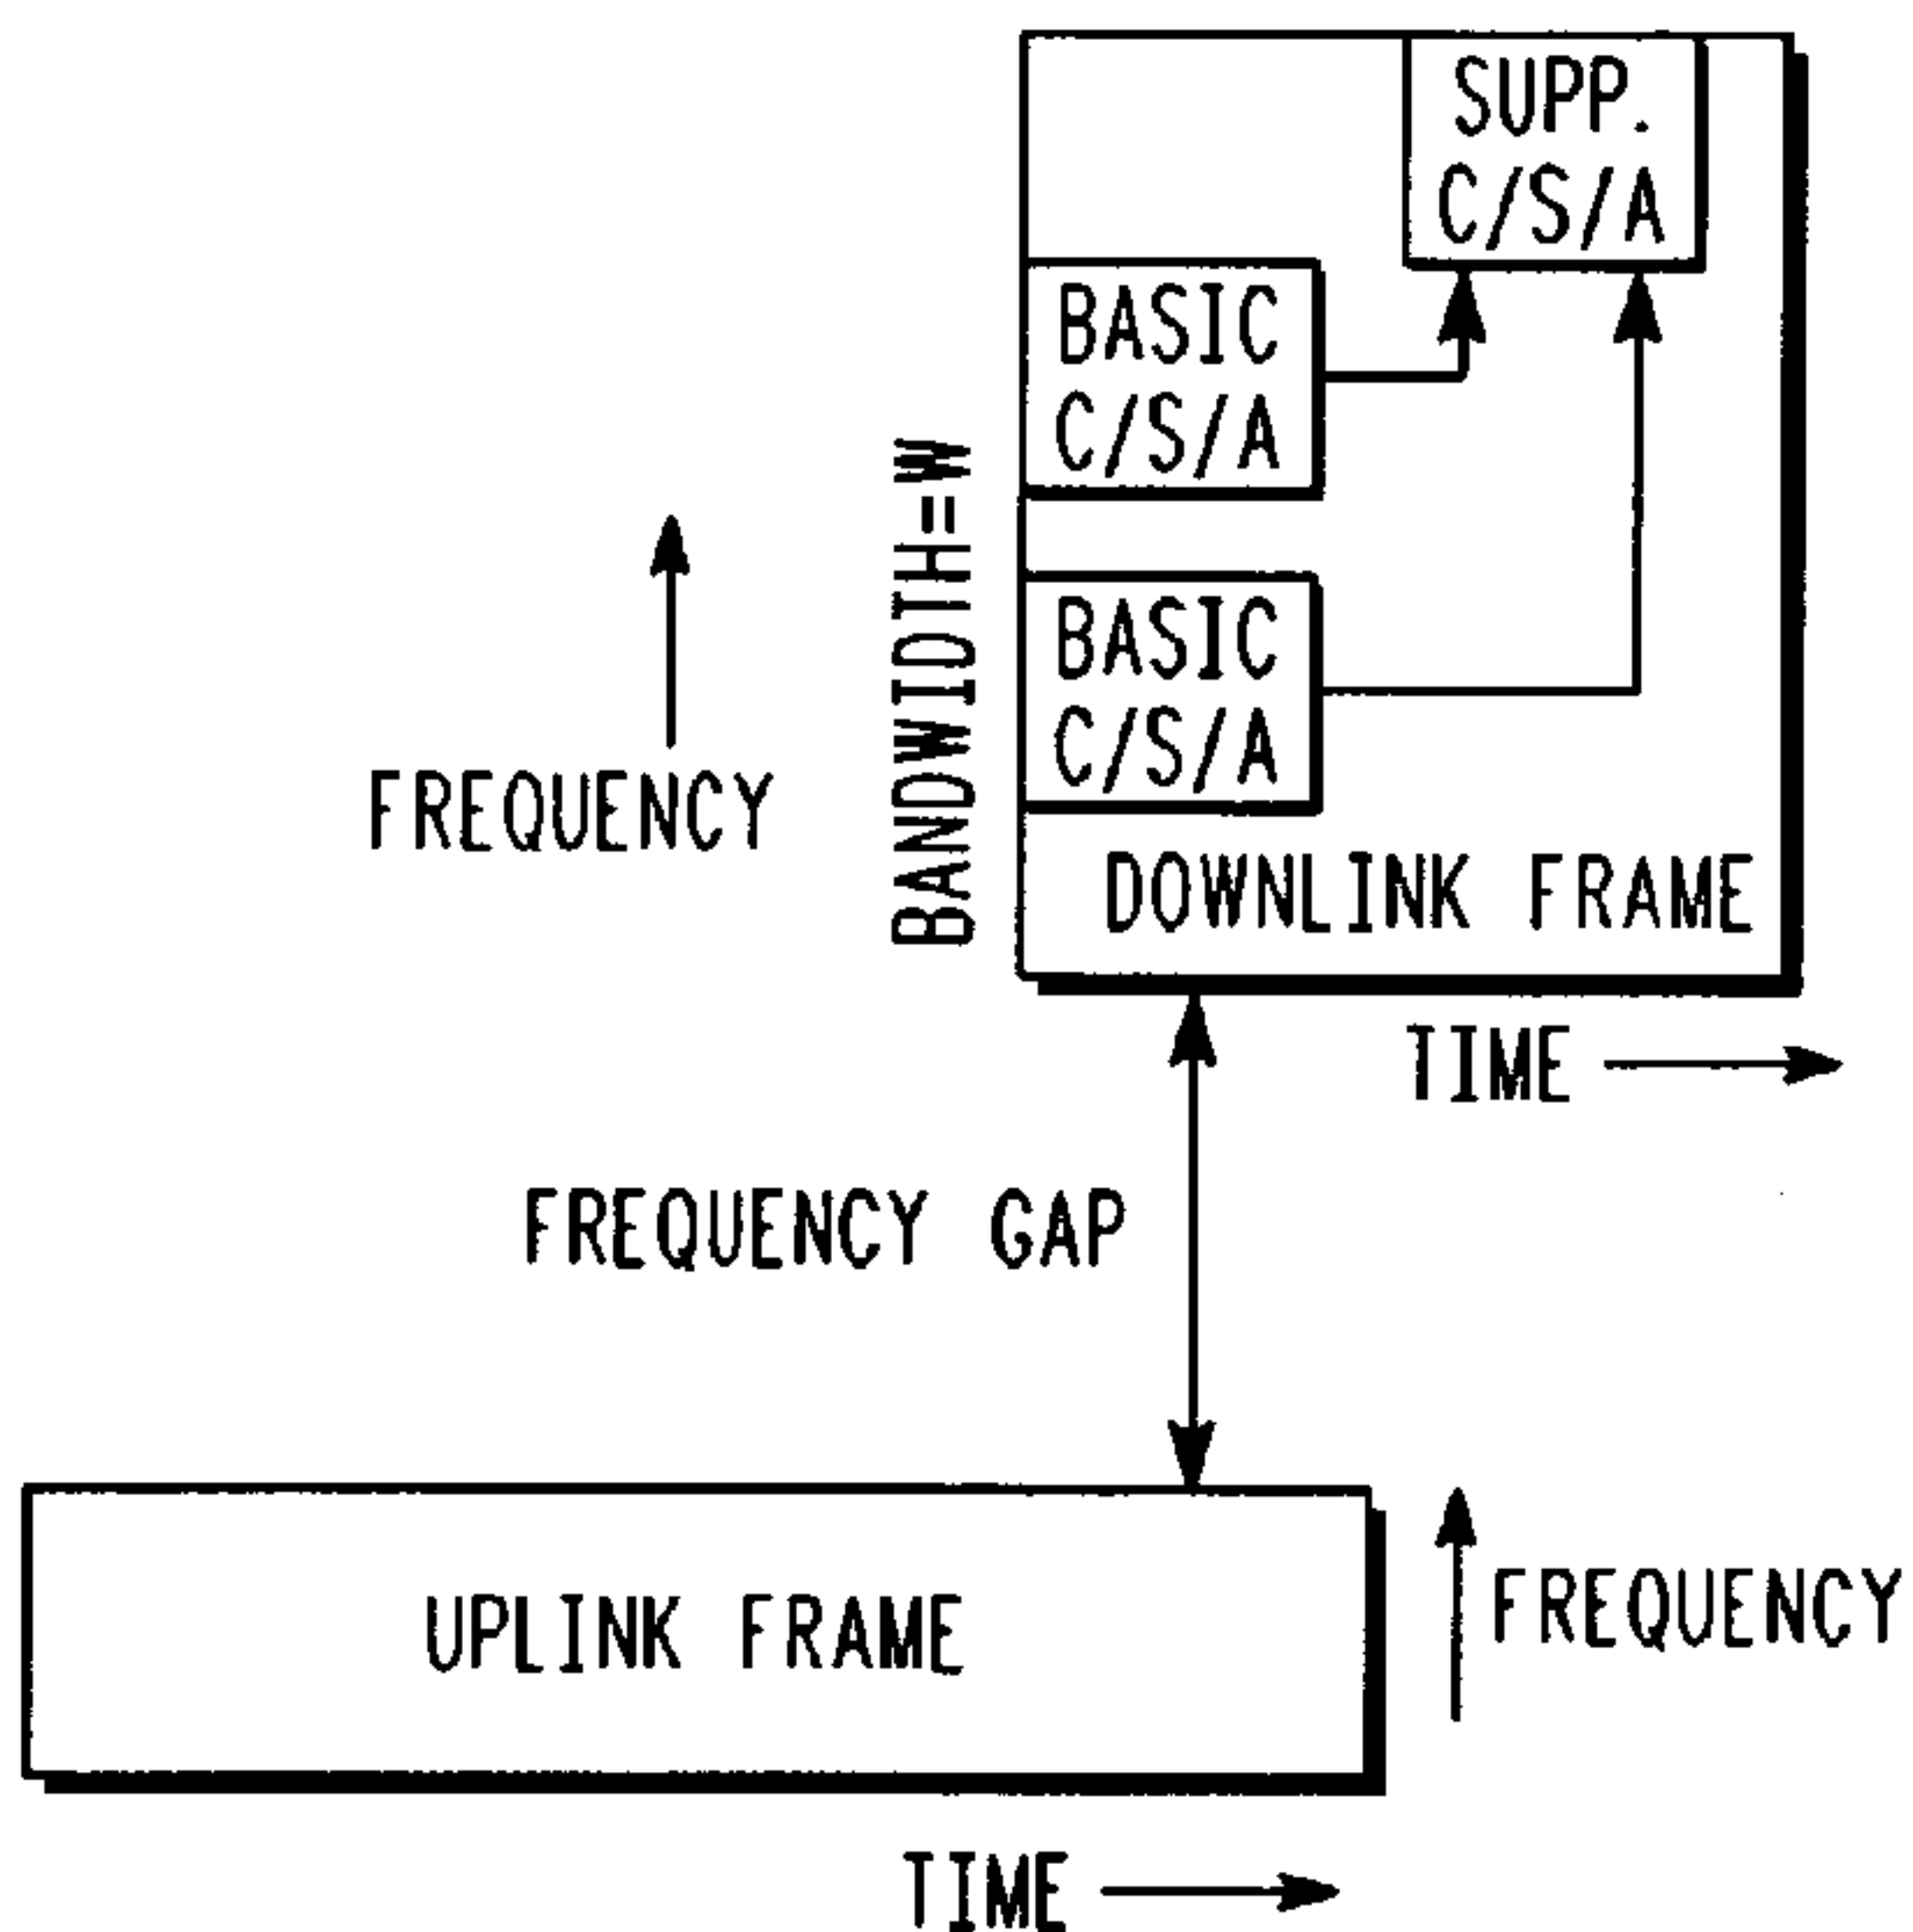 SUPP.
C/S/A
BASIC
C/S/A
BANDWIDTH=W
BASIC
C/S/A
FREQUENCY
DOWNLINK FRAME
TIME
FREQUENCY GAP
UPLINK FRAME
FREQUENCY
TIME